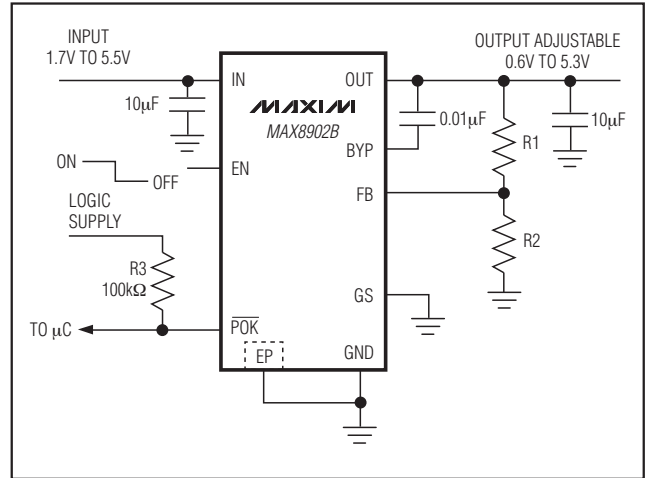 INPUT
1.7V TO 5.5V
OUTPUT ADJUSTABLE
0.6V TO 5.3V
IN
OUT
10μF
MAXIM
MAX8902B
0.01μF
10μF
R1
BYP
ON
OFF
EN
FB
LOGIC
SUPPLY
R2
R3
100kΩ
GS
TO μC
P̅O̅K̅
EP
GND